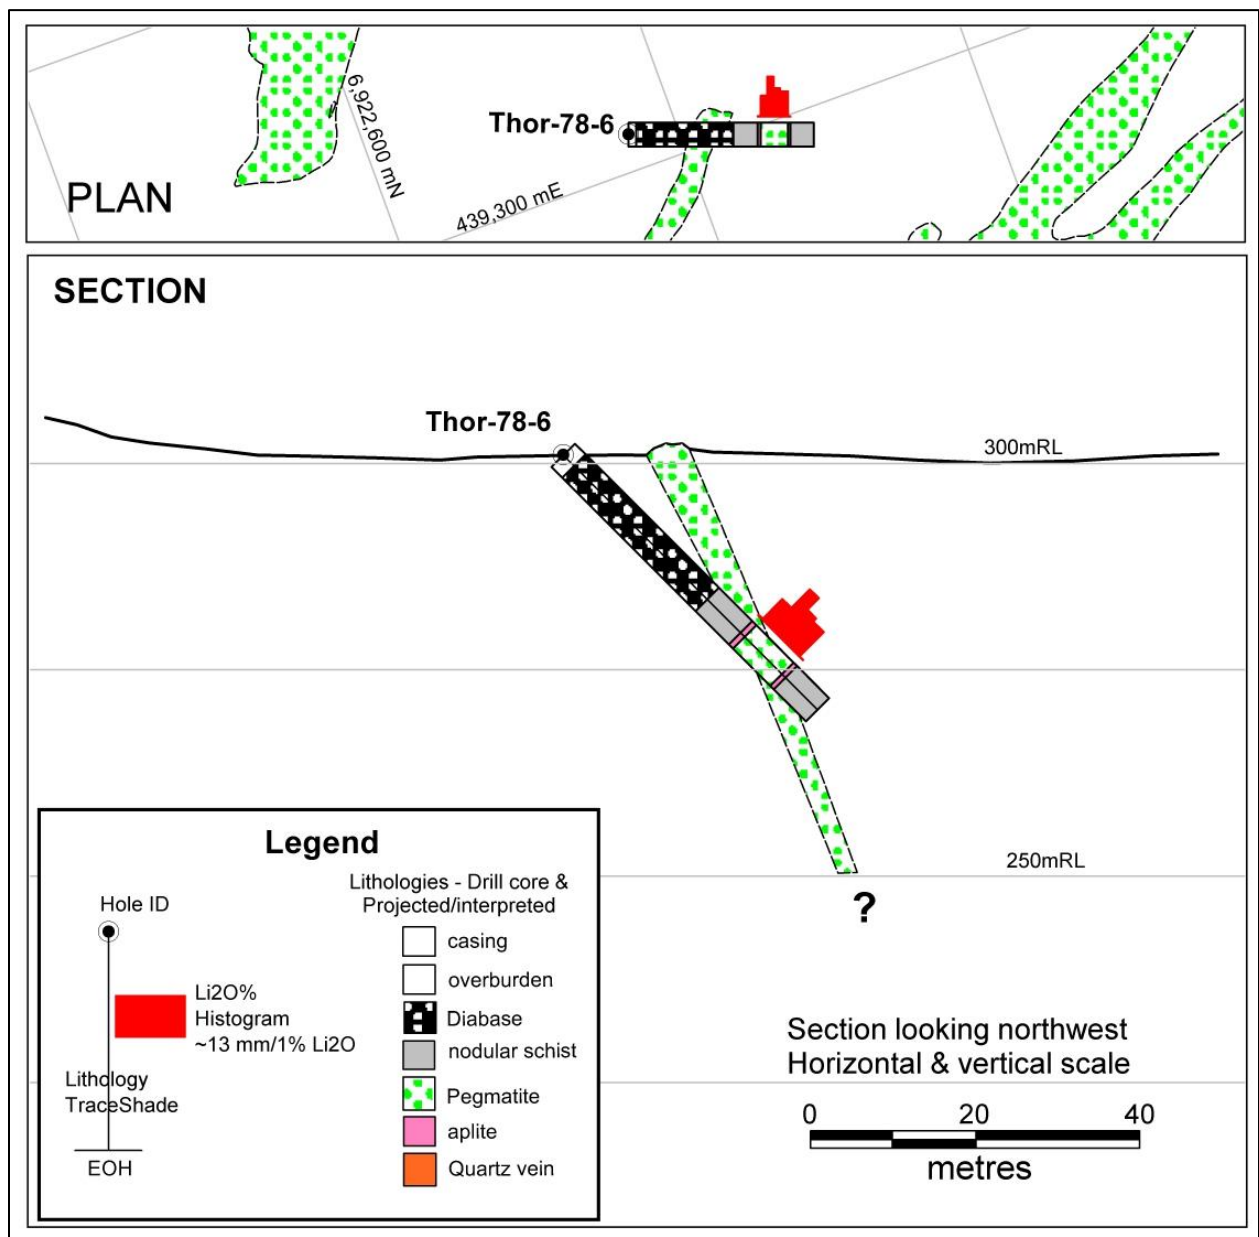 Thor-78-6
6,922,600 mN
439,300 mE
PLAN
SECTION
Thor-78-6
300mRL
250mRL
?
Legend
Hole ID
Li2O%
Histogram
~13 mm/1% Li2O
Lithology
TraceShade
EOH
Lithologies - Drill core &
Projected/interpreted
casing
overburden
Diabase
nodular schist
Pegmatite
aplite
Quartz vein
Section looking northwest
Horizontal & vertical scale
0 20 40
metres